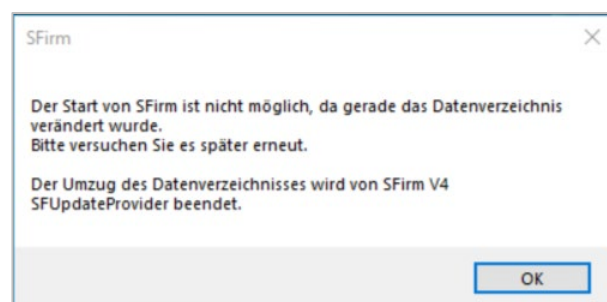 SFirm
Der Start von SFirm ist nicht möglich, da gerade das Datenverzeichnis
verändert wurde.
Bitte versuchen Sie es später erneut.
Der Umzug des Datenverzeichnisses wird von SFirm V4
SFUpdateProvider beendet.
OK